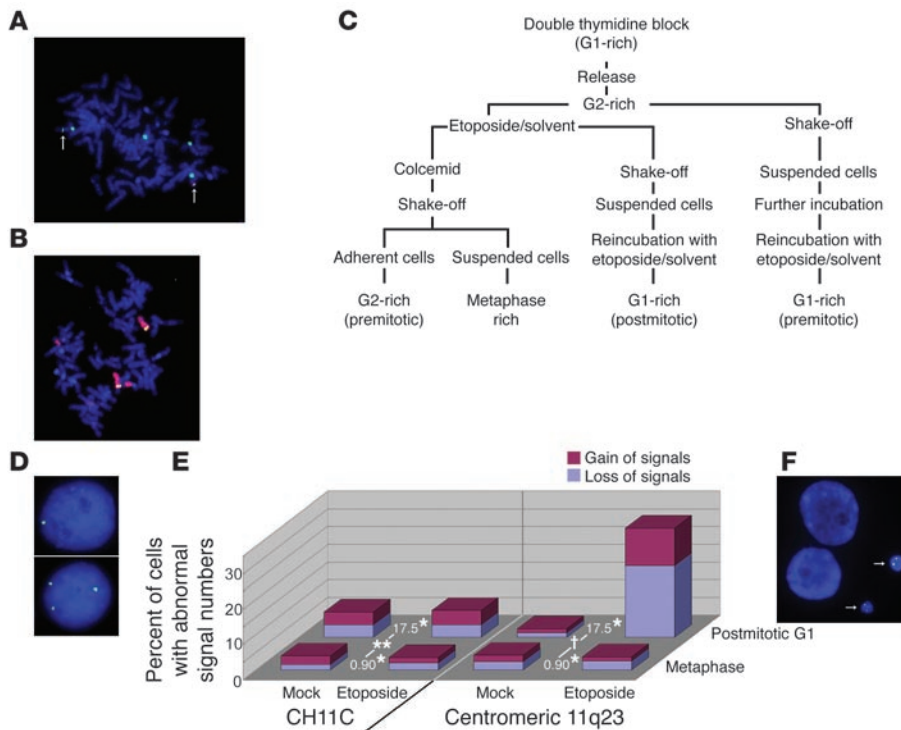 A
B
C
Double thymidine block
(G1-rich)
Release
G2-rich
Etoposide/solvent
Shake-off
Colcemid
Shake-off
Suspended cells
Shake-off
Suspended cells
Further incubation
Adherent cells
Suspended cells
Reincubation with
etoposide/solvent
Reincubation with
etoposide/solvent
G2-rich
(premitotic)
Metaphase
rich
G1-rich
(postmitotic)
G1-rich
(premitotic)
D
E
Gain of signals
Loss of signals
Percent of cells
with abnormal
signal numbers
30
20
10
0
17.5 *
**
0.90 *
17.5 *
†
0.90 *
Postmitotic G1
Metaphase
Mock
Etoposide
Mock
Etoposide
CH11C
Centromeric 11q23
F